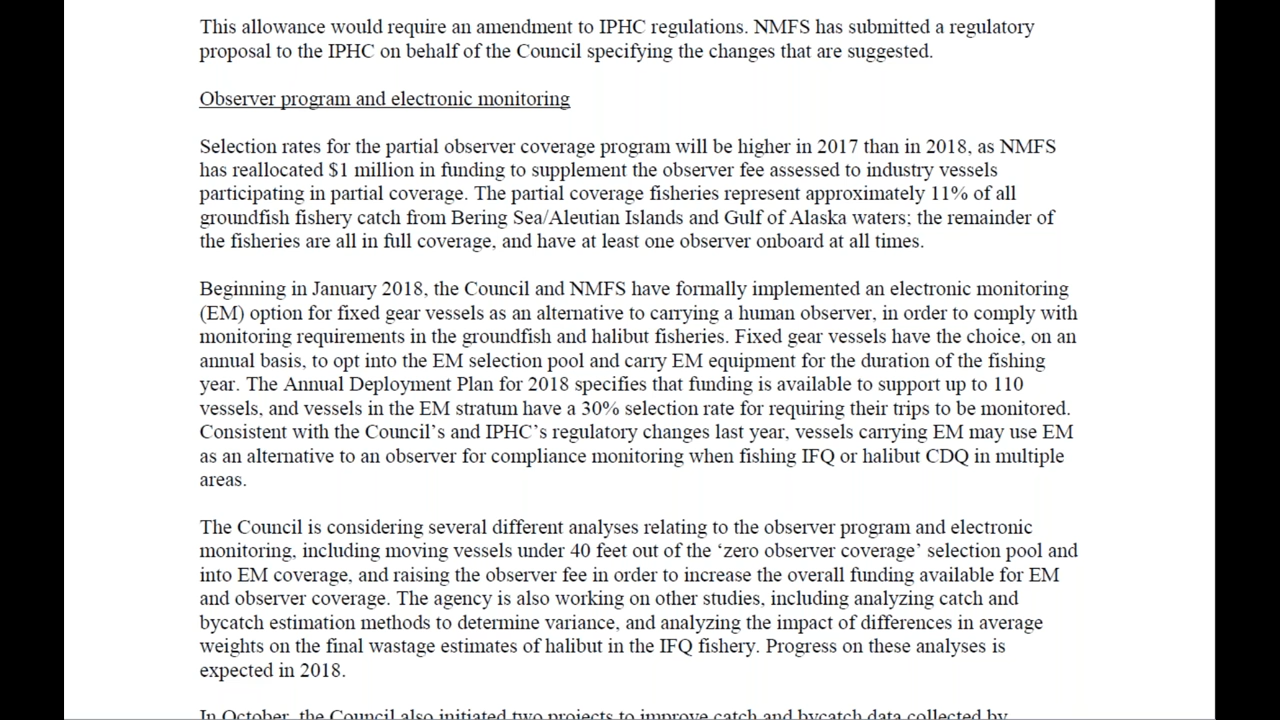 This allowance would require an amendment to IPHC regulations. NMFS has submitted a regulatory
proposal to the IPHC on behalf of the Council specifying the changes that are suggested.
Observer program and electronic monitoring
Selection rates for the partial observer coverage program will be higher in 2017 than in 2018, as NMFS
has reallocated $1 million in funding to supplement the observer fee assessed to industry vessels
participating in partial coverage. The partial coverage fisheries represent approximately 11% of all
groundfish fishery catch from Bering Sea/Aleutian Islands and Gulf of Alaska waters; the remainder of
the fisheries are all in full coverage, and have at least one observer onboard at all times.
Beginning in January 2018, the Council and NMFS have formally implemented an electronic monitoring
(EM) option for fixed gear vessels as an alternative to carrying a human observer, in order to comply with
monitoring requirements in the groundfish and halibut fisheries. Fixed gear vessels have the choice, on an
annual basis, to opt into the EM selection pool and carry EM equipment for the duration of the fishing
year. The Annual Deployment Plan for 2018 specifies that funding is available to support up to 110
vessels, and vessels in the EM stratum have a 30% selection rate for requiring their trips to be monitored.
Consistent with the Council’s and IPHC’s regulatory changes last year, vessels carrying EM may use EM
as an alternative to an observer for compliance monitoring when fishing IFQ or halibut CDQ in multiple
areas.
The Council is considering several different analyses relating to the observer program and electronic
monitoring, including moving vessels under 40 feet out of the ‘zero observer coverage’ selection pool and
into EM coverage, and raising the observer fee in order to increase the overall funding available for EM
and observer coverage. The agency is also working on other studies, including analyzing catch and
bycatch estimation methods to determine variance, and analyzing the impact of differences in average
weights on the final wastage estimates of halibut in the IFQ fishery. Progress on these analyses is
expected in 2018.
In October, the Council also initiated two projects to improve catch and bycatch data collected by